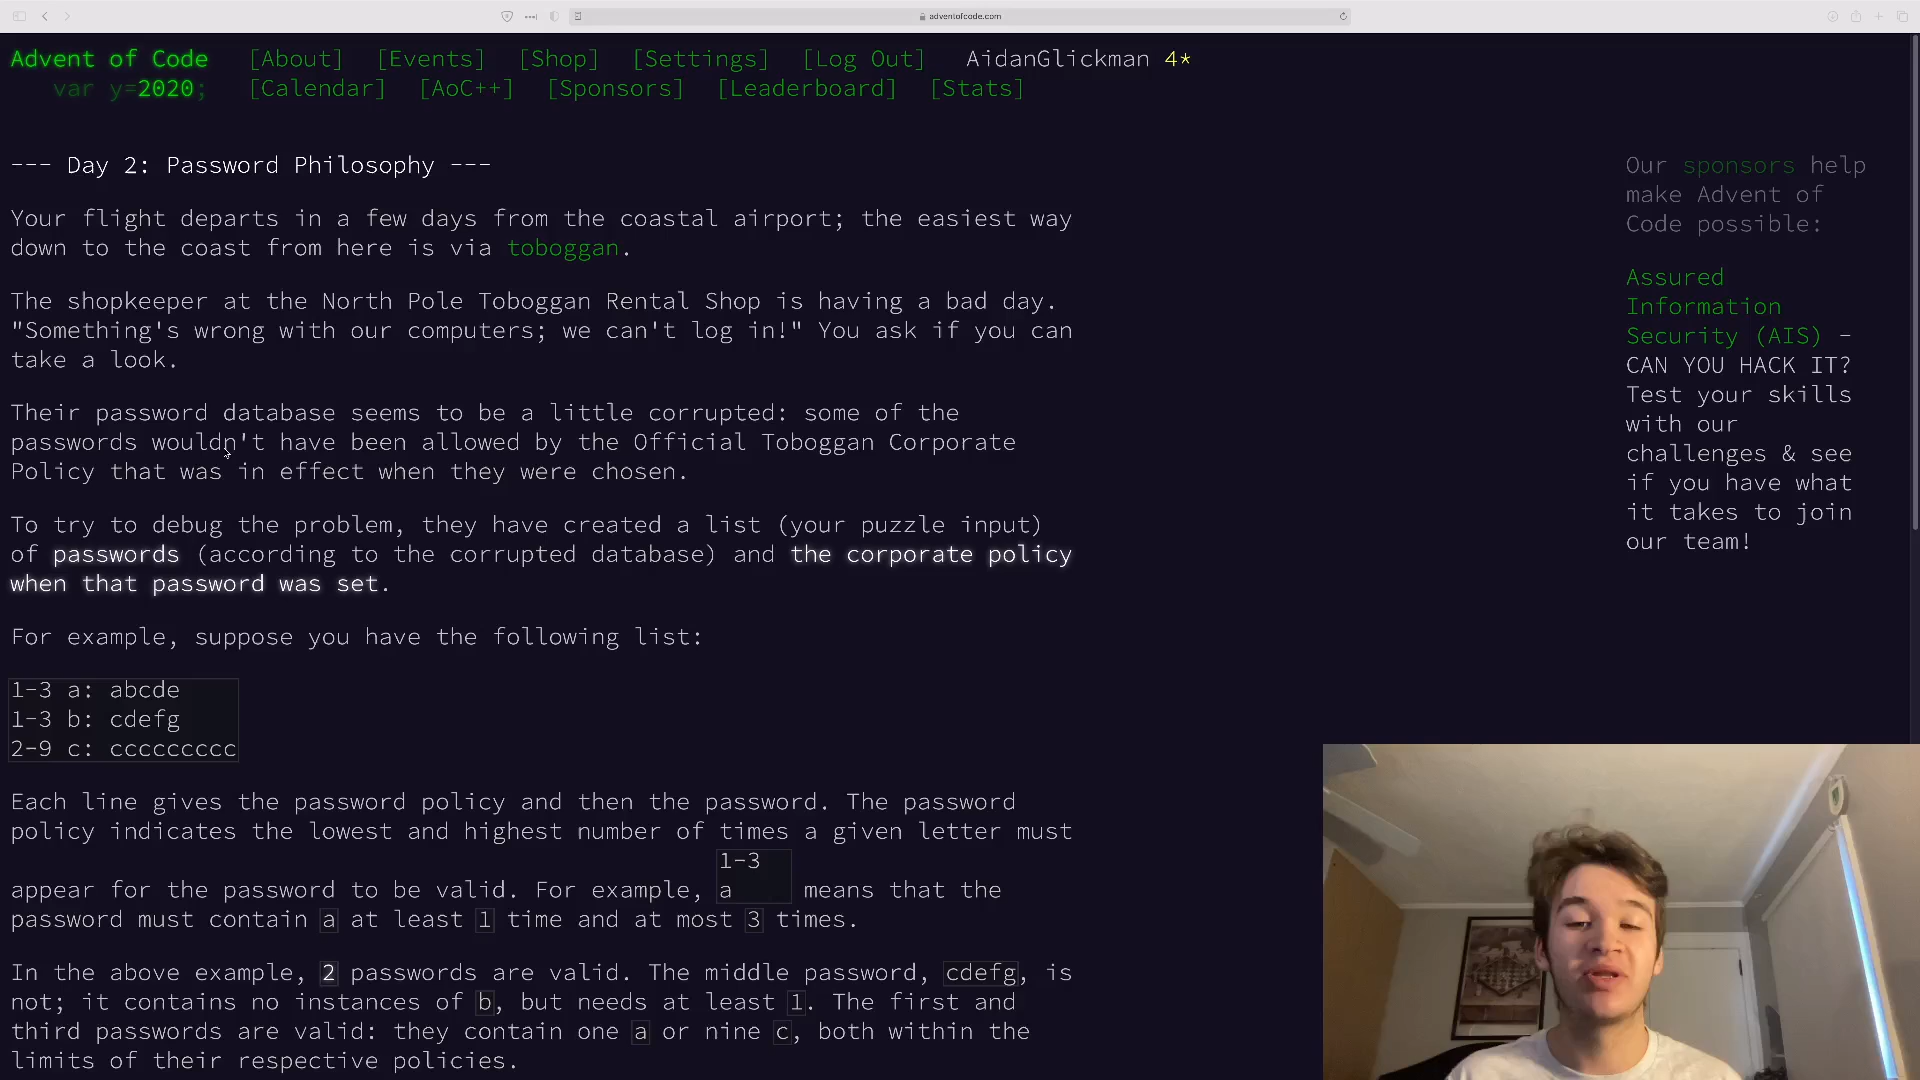 adventofcode.com
Advent of Code [About] [Events] [Shop] [Settings] [Log Out] AidanGlickman 4*
var y=2020; [Calendar] [AoC++] [Sponsors] [Leaderboard] [Stats]
--- Day 2: Password Philosophy ---
Your flight departs in a few days from the coastal airport; the easiest way
down to the coast from here is via toboggan.
The shopkeeper at the North Pole Toboggan Rental Shop is having a bad day.
"Something's wrong with our computers; we can't log in!" You ask if you can
take a look.
Their password database seems to be a little corrupted: some of the
passwords wouldn't have been allowed by the Official Toboggan Corporate
Policy that was in effect when they were chosen.
To try to debug the problem, they have created a list (your puzzle input)
of passwords (according to the corrupted database) and the corporate policy
when that password was set.
For example, suppose you have the following list:
1-3 a: abcde
1-3 b: cdefg
2-9 c: ccccccccc
Each line gives the password policy and then the password. The password
policy indicates the lowest and highest number of times a given letter must
appear for the password to be valid. For example, 1-3
a means that the
password must contain a at least 1 time and at most 3 times.
In the above example, 2 passwords are valid. The middle password, cdefg, is
not; it contains no instances of b, but needs at least 1. The first and
third passwords are valid: they contain one a or nine c, both within the
limits of their respective policies.
Our sponsors help
make Advent of
Code possible:
Assured
Information
Security (AIS) -
CAN YOU HACK IT?
Test your skills
with our
challenges & see
if you have what
it takes to join
our team!